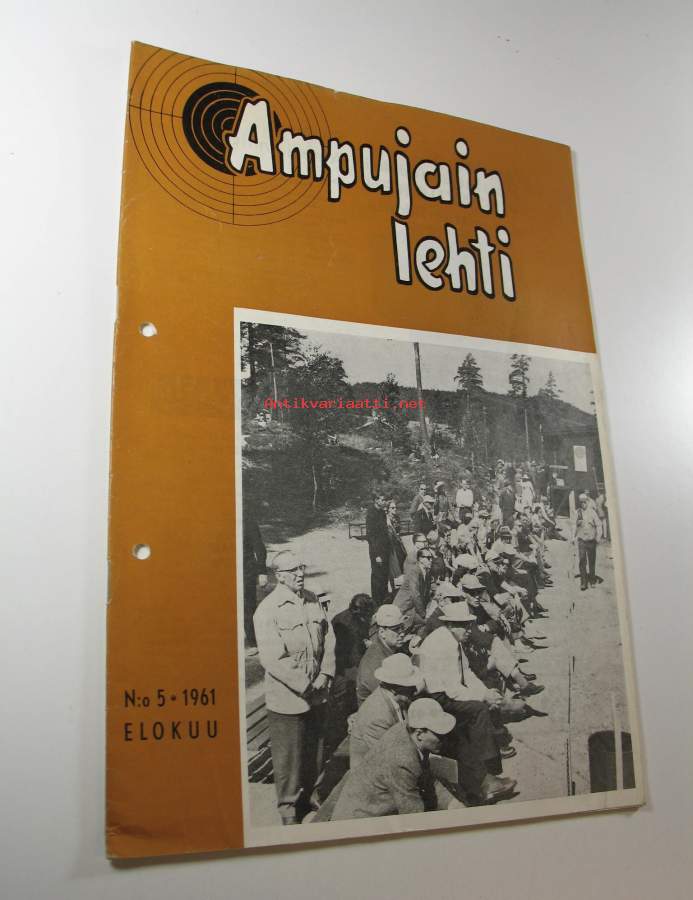 Ampujain
lehti
Antikvariaatti.net
N:o 5 • 1961
ELOKUU